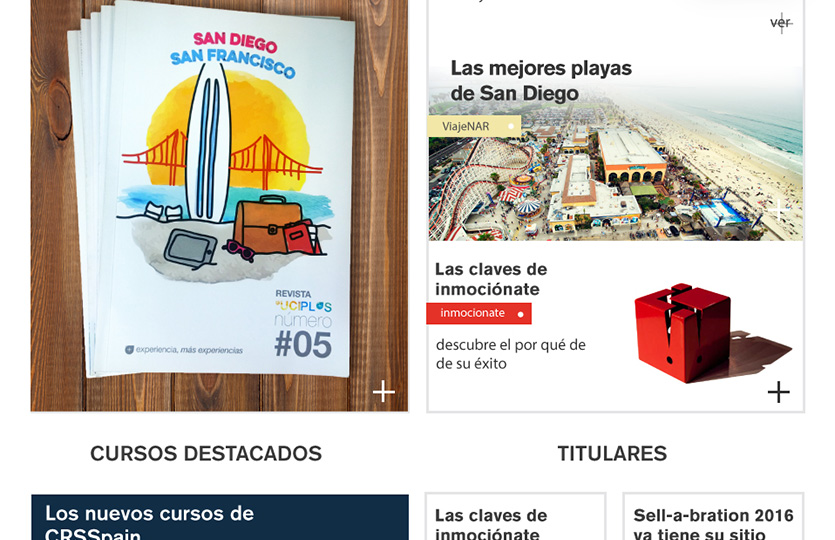 SAN DIEGO
SAN FRANCISCO
REVISTA
UCIPLUS
número
#05
experiencia, más experiencias
ver
Las mejores playas
de San Diego
ViajeNAR
Las claves de
inmociónate
inmocionate
descubre el por qué de
de su éxito
CURSOS DESTACADOS
TITULARES
Los nuevos cursos de
CRSSpain
Las claves de
inmociónate
Sell-a-bration 2016
ya tiene su sitio